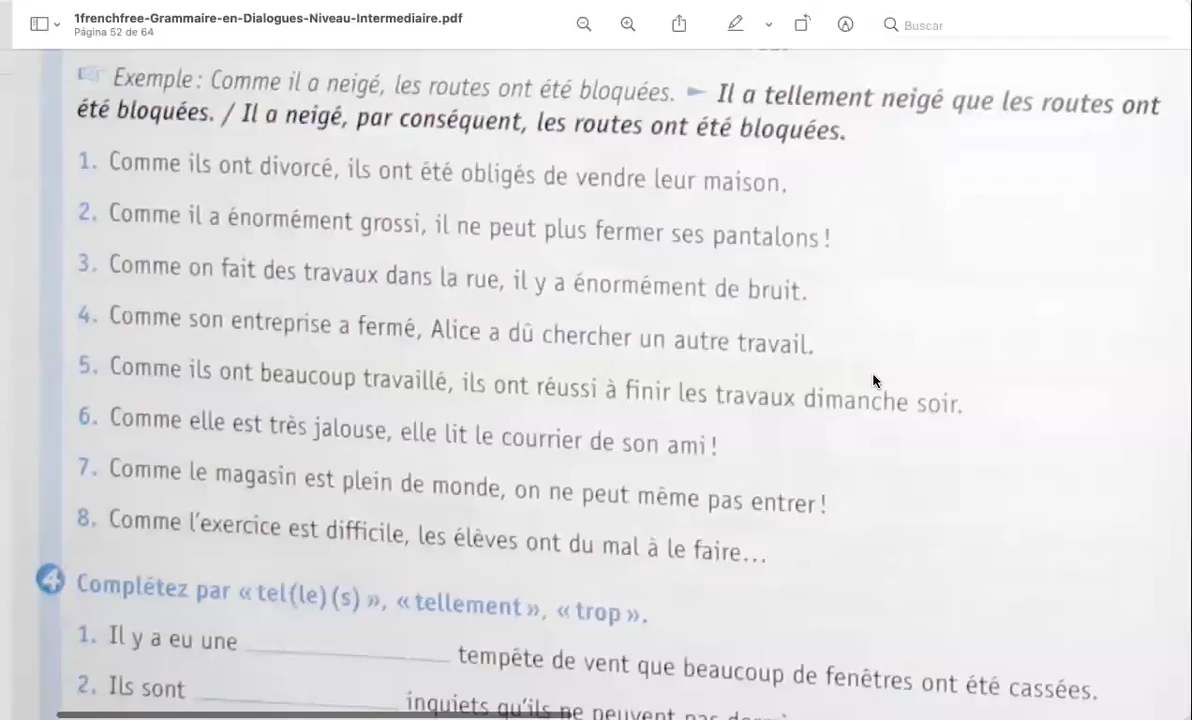 1frenchfree-Grammaire-en-Dialogues-Niveau-Intermediaire.pdf
Página 52 de 64
Buscar
Exemple : Comme il a neigé, les routes ont été bloquées. ► Il a tellement neigé que les routes ont
été bloquées. / Il a neigé, par conséquent, les routes ont été bloquées.
1. Comme ils ont divorcé, ils ont été obligés de vendre leur maison.
2. Comme il a énormément grossi, il ne peut plus fermer ses pantalons !
3. Comme on fait des travaux dans la rue, il y a énormément de bruit.
4. Comme son entreprise a fermé, Alice a dû chercher un autre travail.
5. Comme ils ont beaucoup travaillé, ils ont réussi à finir les travaux dimanche soir.
6. Comme elle est très jalouse, elle lit le courrier de son ami !
7. Comme le magasin est plein de monde, on ne peut même pas entrer !
8. Comme l'exercice est difficile, les élèves ont du mal à le faire...
4 Complétez par « tel(le)(s) », « tellement », « trop ».
1. Il y a eu une ____ tempête de vent que beaucoup de fenêtres ont été cassées.
2. Ils sont ____ inquiets qu'ils ne peuvent pas